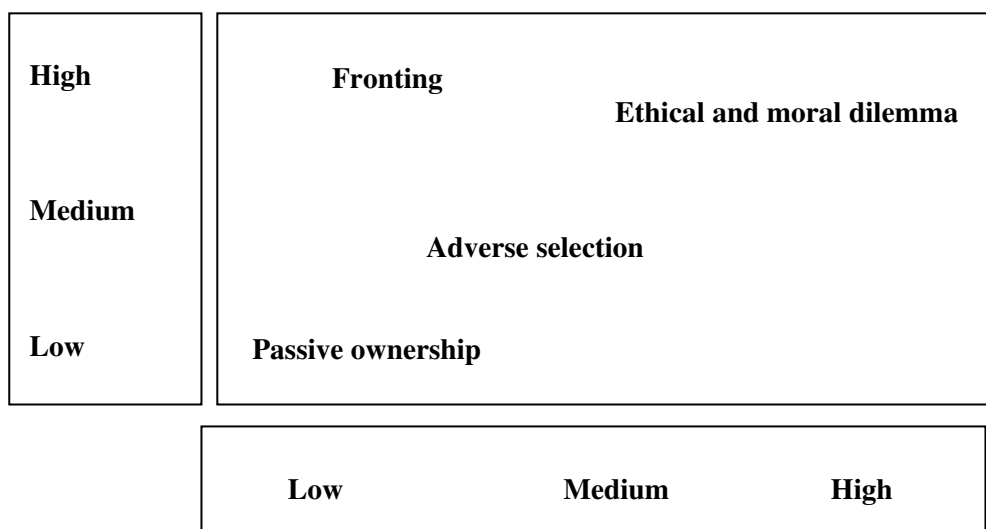 High
Fronting
Ethical and moral dilemma
Medium
Adverse selection
Low
Passive ownership
Low
Medium
High